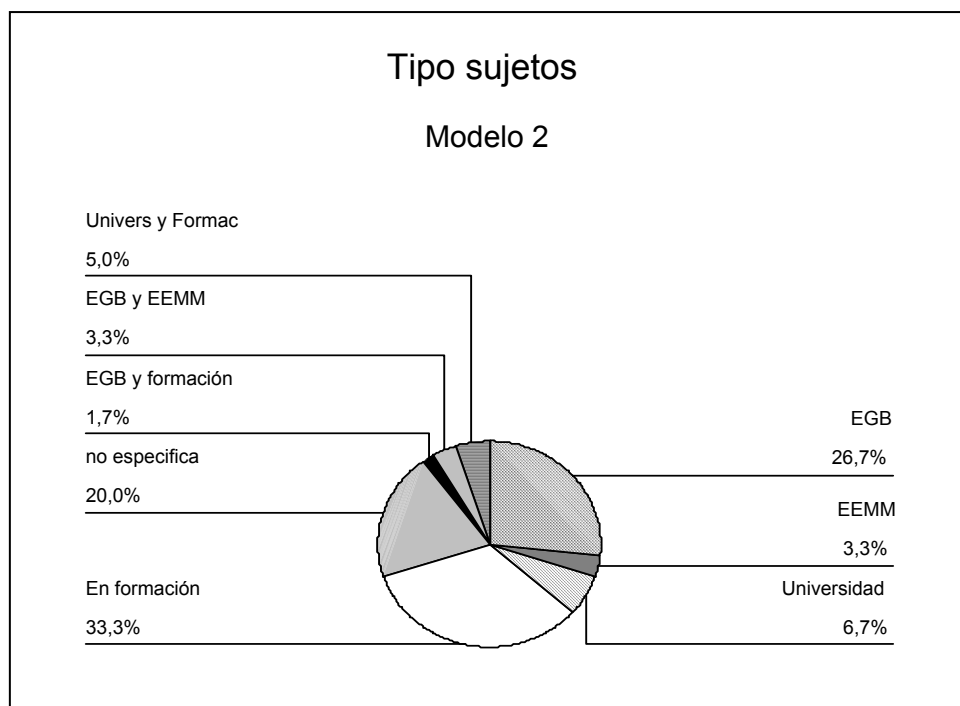 Tipo sujetos
Modelo 2
Univers y Formac
5,0%
EGB y EEMM
3,3%
EGB y formación
1,7%
no especifica
20,0%
En formación
33,3%
EGB
26,7%
EEMM
3,3%
Universidad
6,7%